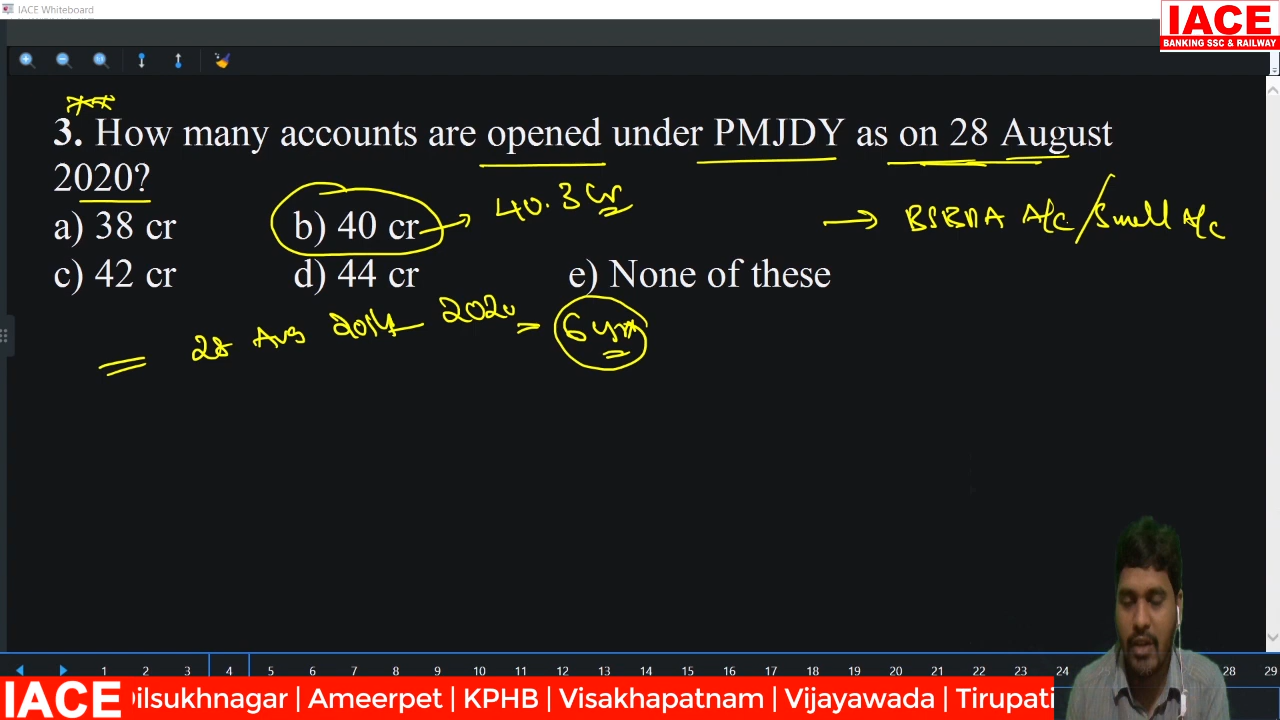 IACE Whiteboard
IACE
BANKING SSC & RAILWAY
3. How many accounts are opened under PMJDY as on 28 August
2020?
a) 38 cr b) 40 cr → 40.3 Cr → BSBDA A/c / Small A/c
c) 42 cr d) 44 cr e) None of these
28 Aug 2014 2020 = 6 yrs
1 2 3 4 5 6 7 8 9 10 11 12 13 14 15 16 17 18 19 20 21 22 23 24 28 29
IACE Dilsukhnagar | Ameerpet | KPHB | Visakhapatnam | Vijayawada | Tirupati